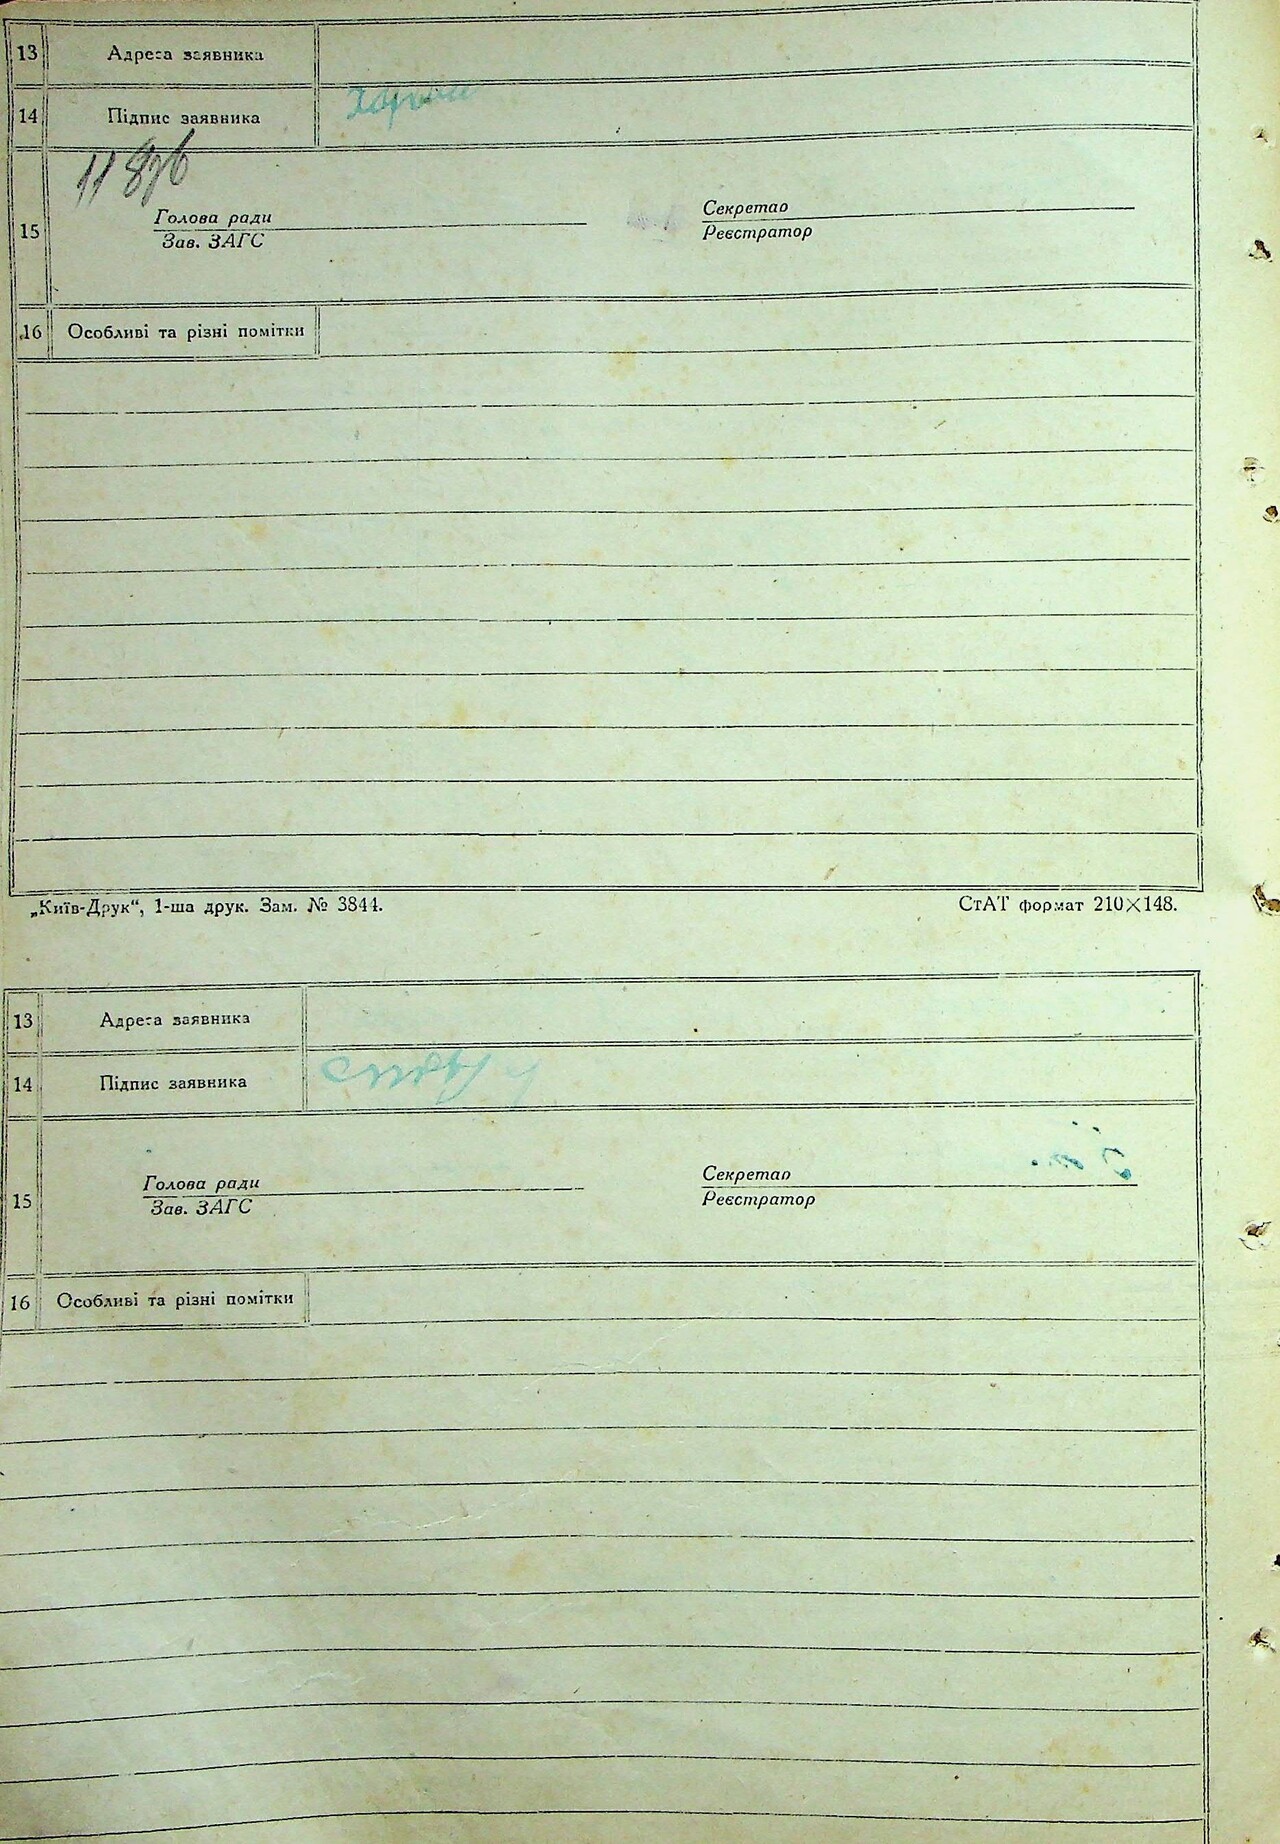 13 Адреса заявника
14 Підпис заявника
11 876
15 Голова ради Секретар
Зав. ЗАГС Реєстратор
16 Особливі та різні помітки
„Київ-Друк“, 1-ша друк. Зам. № 3844. СтАТ формат 210×148.
13 Адреса заявника
14 Підпис заявника
15 Голова ради Секретар
Зав. ЗАГС Реєстратор
16 Особливі та різні помітки